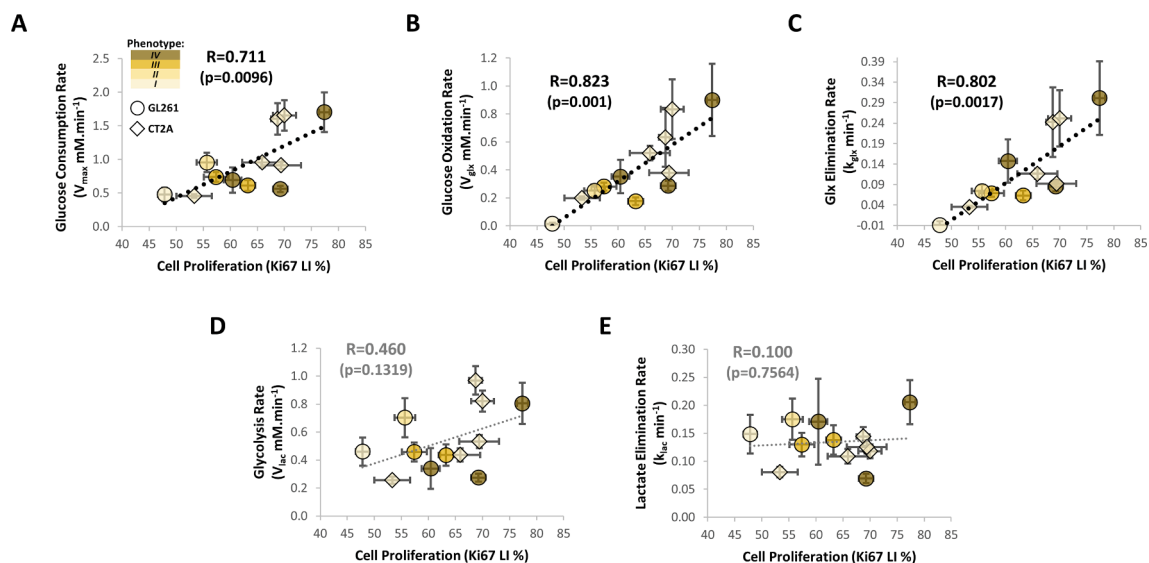 A
Phenotype:
IV
III
II
I
GL261
CT2A
R=0.711
(p=0.0096)
Glucose Consumption Rate
(Vmax mM.min-1)
2.5
2.0
1.5
1.0
0.5
0.0
40 45 50 55 60 65 70 75 80 85
Cell Proliferation (Ki67 LI %)
B
R=0.823
(p=0.001)
Glucose Oxidation Rate
(Vglx mM.min-1)
1.2
1.0
0.8
0.6
0.4
0.2
0.0
40 45 50 55 60 65 70 75 80 85
Cell Proliferation (Ki67 LI %)
C
R=0.802
(p=0.0017)
Glx Elimination Rate
(kglx min-1)
0.39
0.34
0.29
0.24
0.19
0.14
0.09
0.04
-0.01
40 45 50 55 60 65 70 75 80 85
Cell Proliferation (Ki67 LI %)
D
R=0.460
(p=0.1319)
Glycolysis Rate
(Vlac mM.min-1)
1.2
1.0
0.8
0.6
0.4
0.2
0.0
40 45 50 55 60 65 70 75 80 85
Cell Proliferation (Ki67 LI %)
E
R=0.100
(p=0.7564)
Lactate Elimination Rate
(klac min-1)
0.30
0.25
0.20
0.15
0.10
0.05
0.00
40 45 50 55 60 65 70 75 80 85
Cell Proliferation (Ki67 LI %)